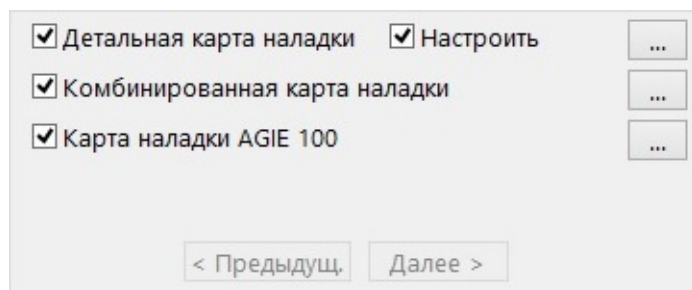 Детальная карта наладки Настроить ...
Комбинированная карта наладки ...
Карта наладки AGIE 100 ...
< Предыдущ. Далее >